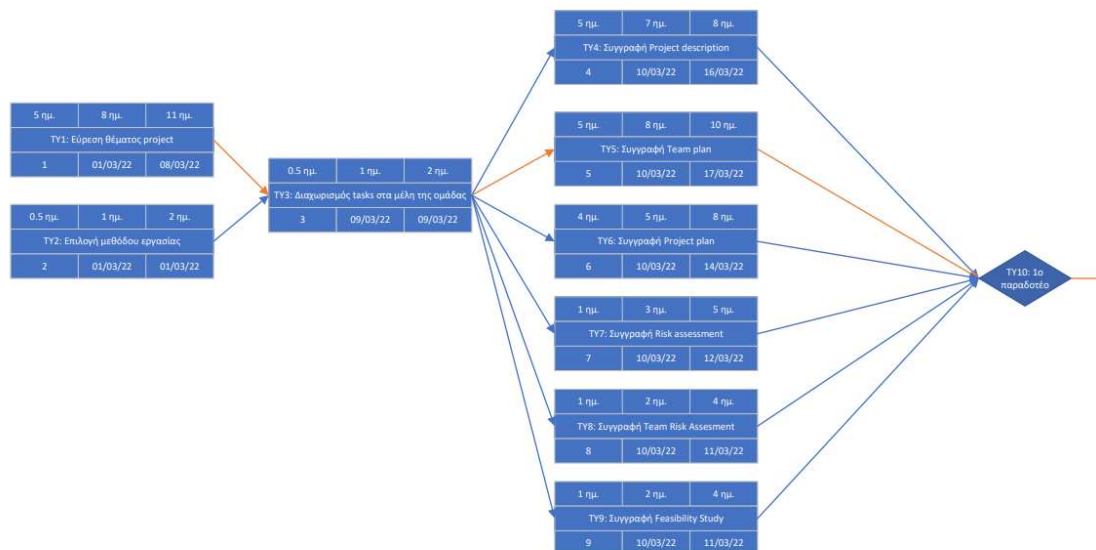 5 ημ. 8 ημ. 11 ημ.
ΤΥ1: Εύρεση θέματος project
1 01/03/22 08/03/22
0.5 ημ. 1 ημ. 2 ημ.
ΤΥ2: Επιλογή μεθόδου εργασίας
2 01/03/22 01/03/22
0.5 ημ. 1 ημ. 2 ημ.
ΤΥ3: Διαχωρισμός tasks στα μέλη της ομάδας
3 09/03/22 09/03/22
5 ημ. 7 ημ. 8 ημ.
ΤΥ4: Συγγραφή Project description
4 10/03/22 16/03/22
5 ημ. 8 ημ. 10 ημ.
ΤΥ5: Συγγραφή Team plan
5 10/03/22 17/03/22
4 ημ. 5 ημ. 8 ημ.
ΤΥ6: Συγγραφή Project plan
6 10/03/22 14/03/22
1 ημ. 3 ημ. 5 ημ.
ΤΥ7: Συγγραφή Risk assessment
7 10/03/22 12/03/22
1 ημ. 2 ημ. 4 ημ.
ΤΥ8: Συγγραφή Team Risk Assesment
8 10/03/22 11/03/22
1 ημ. 2 ημ. 4 ημ.
ΤΥ9: Συγγραφή Feasibility Study
9 10/03/22 11/03/22
ΤΥ10: 1ο
παραδοτέο